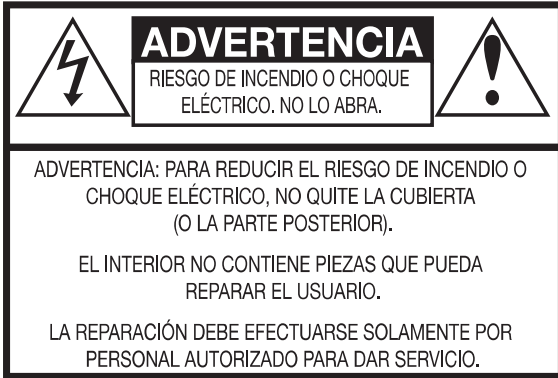 ADVERTENCIA
RIESGO DE INCENDIO O CHOQUE
ELÉCTRICO. NO LO ABRA.
ADVERTENCIA: PARA REDUCIR EL RIESGO DE INCENDIO O
CHOQUE ELÉCTRICO, NO QUITE LA CUBIERTA
(O LA PARTE POSTERIOR).
EL INTERIOR NO CONTIENE PIEZAS QUE PUEDA
REPARAR EL USUARIO.
LA REPARACIÓN DEBE EFECTUARSE SOLAMENTE POR
PERSONAL AUTORIZADO PARA DAR SERVICIO.